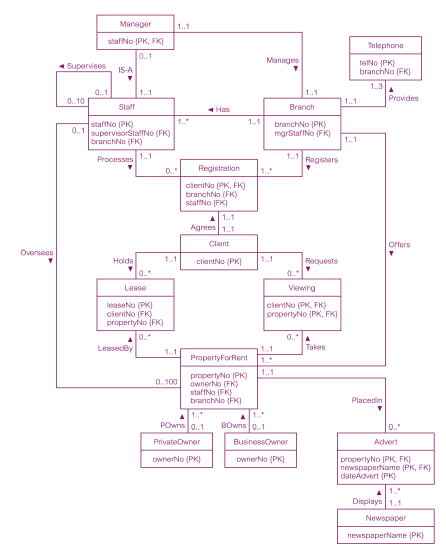 Manager
staffNo {PK, FK}
1..1
Manages
0..1
IS-A
1..1
◄ Supervises
0..1
0..10
Staff
staffNo {PK}
supervisorStaffNo {FK}
branchNo {FK}
0..1
1..*
◄ Has
1..1
1..1
Branch
branchNo {PK}
mgrStaffNo {FK}
Telephone
telNo {PK}
branchNo {FK}
1..3
Provides
1..1
1..1
Processes
1..1
0..*
Registration
clientNo {PK, FK}
branchNo {FK}
staffNo {FK}
1..1
Registers
1..*
1..1
Agrees
1..1
Client
clientNo {PK}
1..1
1..1
Oversees
Offers
Holds
0..*
Requests
0..*
Lease
leaseNo {PK}
clientNo {FK}
propertyNo {FK}
Viewing
clientNo {PK, FK}
propertyNo {PK, FK}
0..*
LeasedBy
1..1
0..*
Takes
1..1
1..*
1..1
PropertyForRent
propertyNo {PK}
ownerNo {FK}
staffNo {FK}
branchNo {FK}
0..100
1..*
POwns
0..1
1..*
BOwns
0..1
PrivateOwner
ownerNo {PK}
BusinessOwner
ownerNo {PK}
PlacedIn
0..*
Advert
propertyNo {PK, FK}
newspaperName {PK, FK}
dateAdvert {PK}
1..*
Displays
1..1
Newspaper
newspaperName {PK}